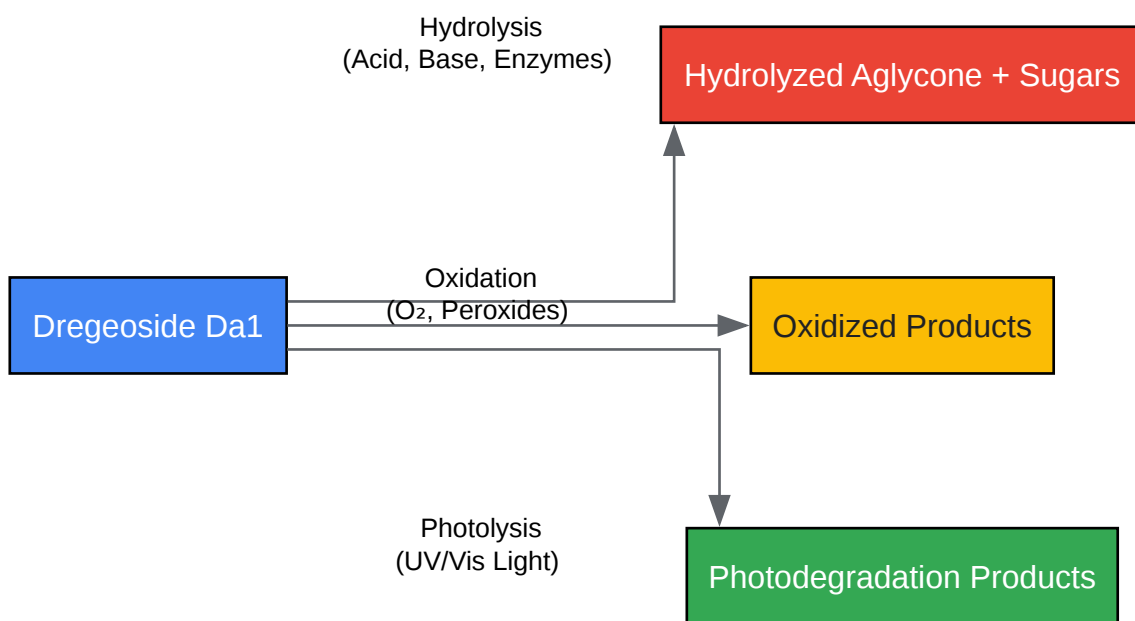 Hydrolysis
(Acid, Base, Enzymes)
Hydrolyzed Aglycone + Sugars
Oxidation
(O₂, Peroxides)
Dregeoside Da1
Oxidized Products
Photolysis
(UV/Vis Light)
Photodegradation Products